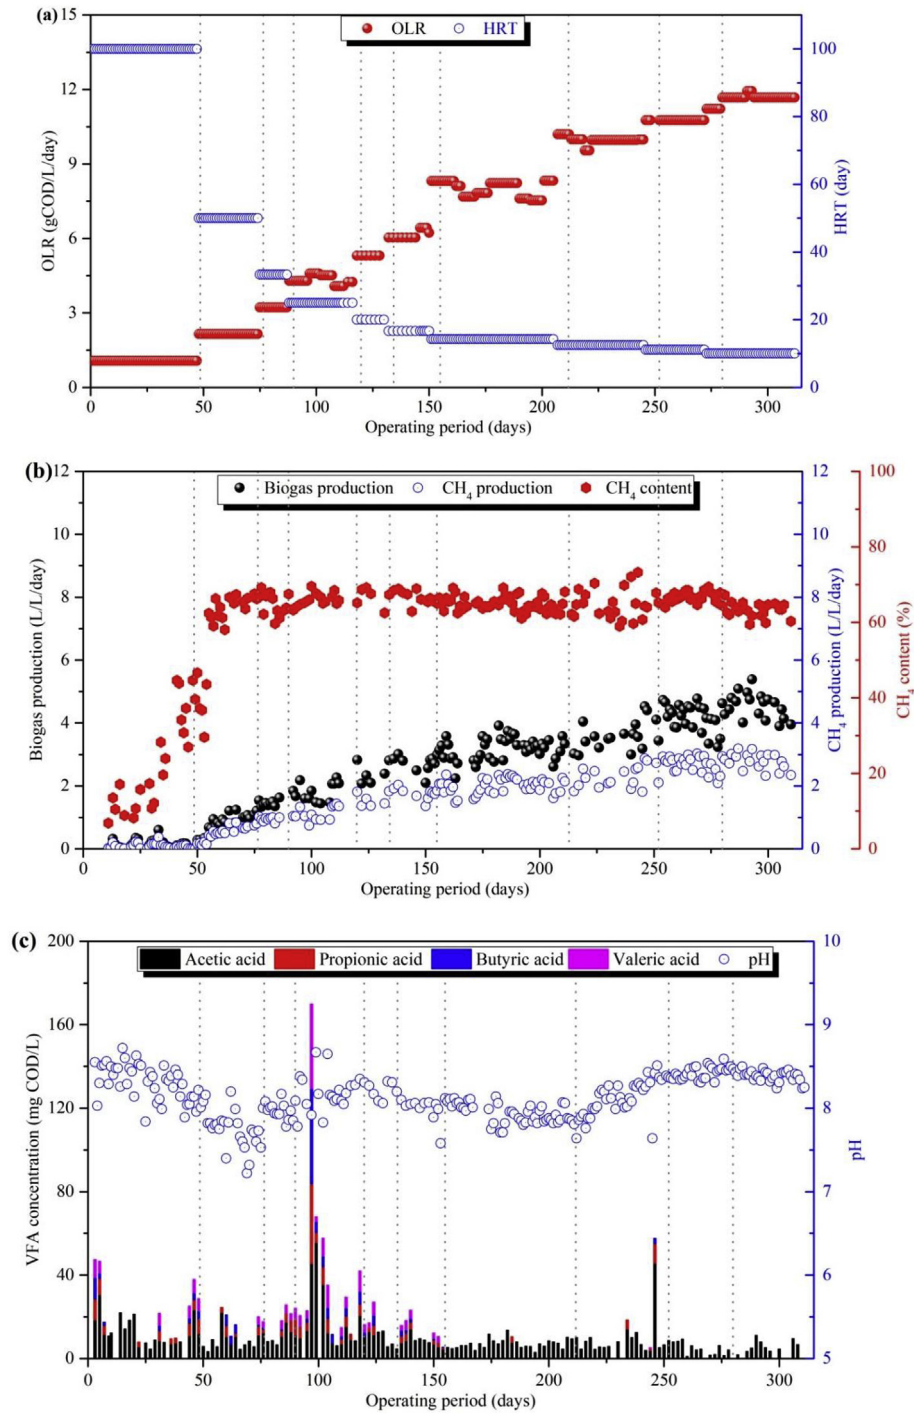 (a)
OLR HRT
OLR (gCOD/L/day)
15
12
9
6
3
0
HRT (day)
100
80
60
40
20
0
0 50 100 150 200 250 300
Operating period (days)
(b)
Biogas production CH4 production CH4 content
Biogas production (L/L/day)
12
10
8
6
4
2
0
CH4 production (L/L/day)
12
10
8
6
4
2
0
CH4 content (%)
100
80
60
40
20
0
0 50 100 150 200 250 300
Operating period (days)
(c)
Acetic acid Propionic acid Butyric acid Valeric acid pH
VFA concentration (mg COD/L)
200
160
120
80
40
0
pH
10
9
8
7
6
5
0 50 100 150 200 250 300
Operating period (days)